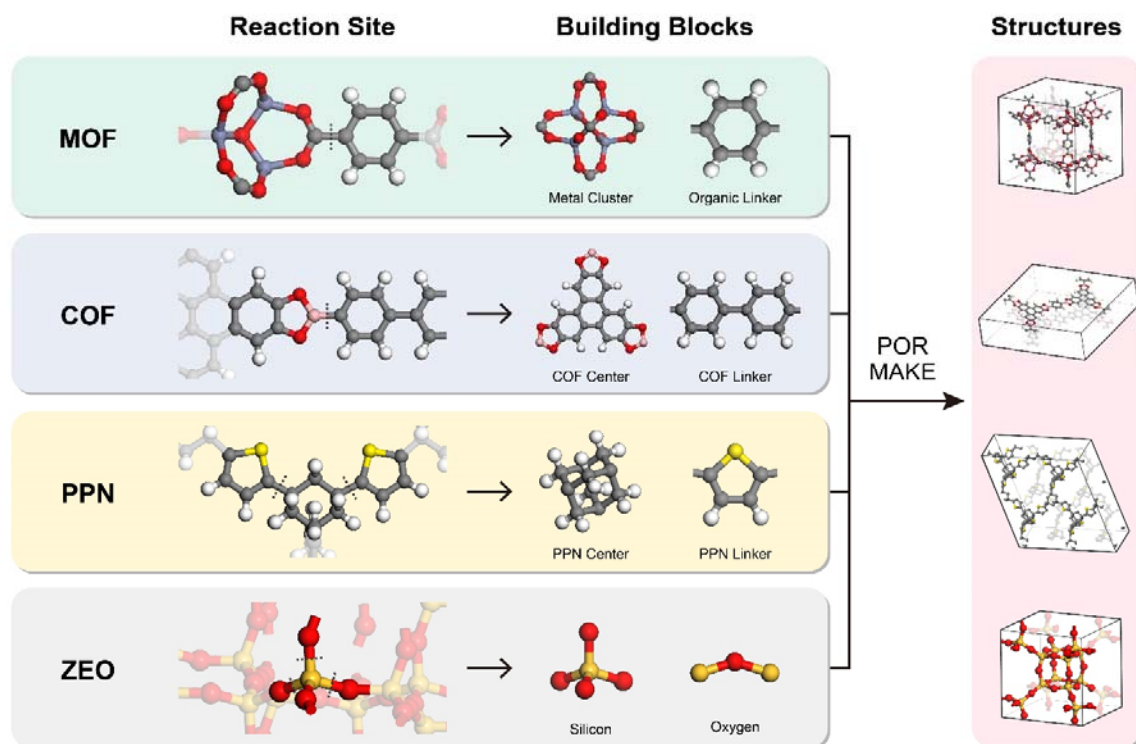 Reaction Site
Building Blocks
Structures
MOF
Metal Cluster
Organic Linker
COF
COF Center
COF Linker
POR
MAKE
PPN
PPN Center
PPN Linker
ZEO
Silicon
Oxygen